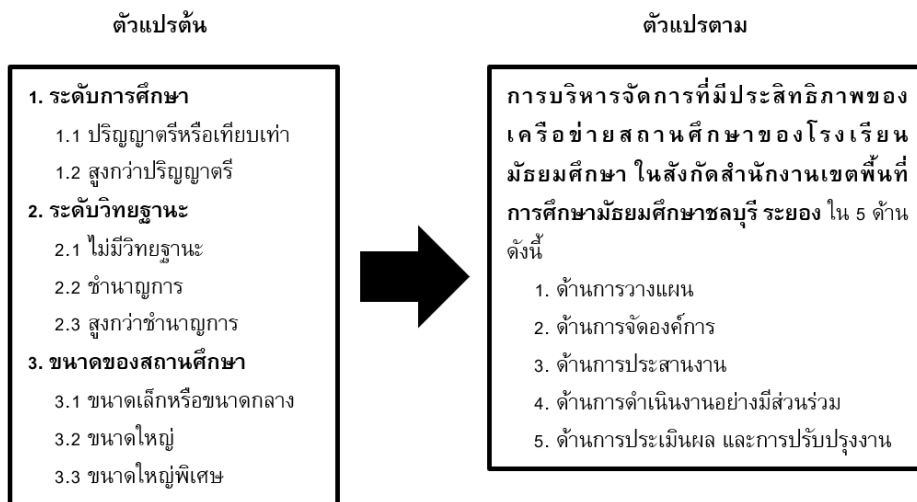 ตัวแปรต้น
1. ระดับการศึกษา
1.1 ปริญญาตรีหรือเทียบเท่า
1.2 สูงกว่าปริญญาตรี
2. ระดับวิทยฐานะ
2.1 ไม่มีวิทยฐานะ
2.2 ชำนาญการ
2.3 สูงกว่าชำนาญการ
3. ขนาดของสถานศึกษา
3.1 ขนาดเล็กหรือขนาดกลาง
3.2 ขนาดใหญ่
3.3 ขนาดใหญ่พิเศษ
ตัวแปรตาม
การบริหารจัดการที่มีประสิทธิภาพของ
เครือข่ายสถานศึกษาของโรงเรียน
มัธยมศึกษา ในสังกัดสำนักงานเขตพื้นที่
การศึกษามัธยมศึกษาชลบุรี ระยอง ใน 5 ด้าน
ดังนี้
1. ด้านการวางแผน
2. ด้านการจัดองค์การ
3. ด้านการประสานงาน
4. ด้านการดำเนินงานอย่างมีส่วนร่วม
5. ด้านการประเมินผล และการปรับปรุงงาน